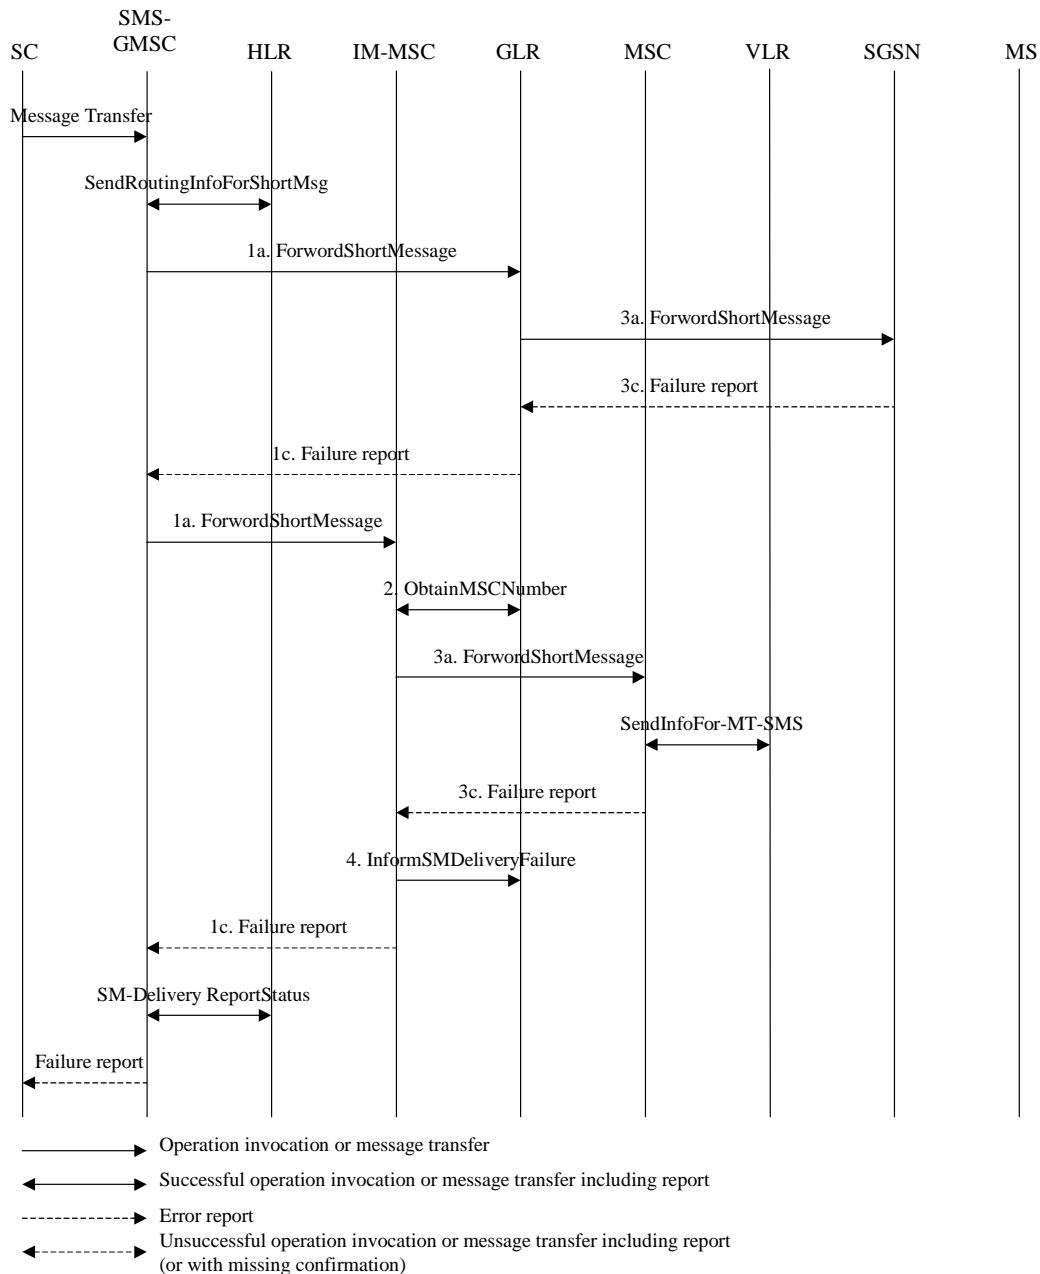 SMS-
GMSC
SC HLR IM-MSC GLR MSC VLR SGSN MS
Message Transfer
SendRoutingInfoForShortMsg
1a. ForwordShortMessage
3a. ForwordShortMessage
3c. Failure report
1c. Failure report
1a. ForwordShortMessage
2. ObtainMSCNumber
3a. ForwordShortMessage
SendInfoFor-MT-SMS
3c. Failure report
4. InformSMDeliveryFailure
1c. Failure report
SM-Delivery ReportStatus
Failure report
Operation invocation or message transfer
Successful operation invocation or message transfer including report
Error report
Unsuccessful operation invocation or message transfer including report
(or with missing confirmation)